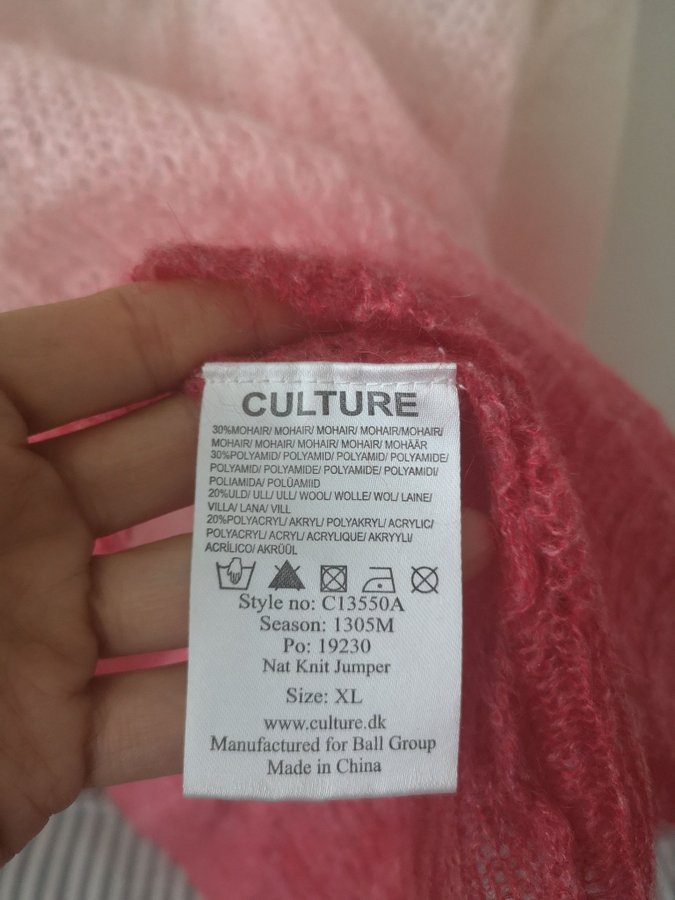 CULTURE
30%MOHAIR/ MOHAIR/ MOHAIR/ MOHAIR/MOHAIR/
MOHAIR/ MOHAIR/ MOHAIR/ MOHAIR/ MOHÄÄR
30%POLYAMID/ POLYAMID/ POLYAMID/ POLYAMIDE/
POLYAMID/ POLYAMIDE/ POLYAMIDE/ POLYAMIDI/
POLIAMIDA/ POLÜAMIID
20%ULD/ ULL/ ULL/ WOOL/ WOLLE/ WOL/ LAINE/
VILLA/ LANA/ VILL
20%POLYACRYL/ AKRYL/ POLYAKRYL/ ACRYLIC/
POLYACRYL/ ACRYL/ ACRYLIQUE/ AKRYYLI/
ACRÍLICO/ AKRÜÜL
Style no: C13550A
Season: 1305M
Po: 19230
Nat Knit Jumper
Size: XL
www.culture.dk
Manufactured for Ball Group
Made in China